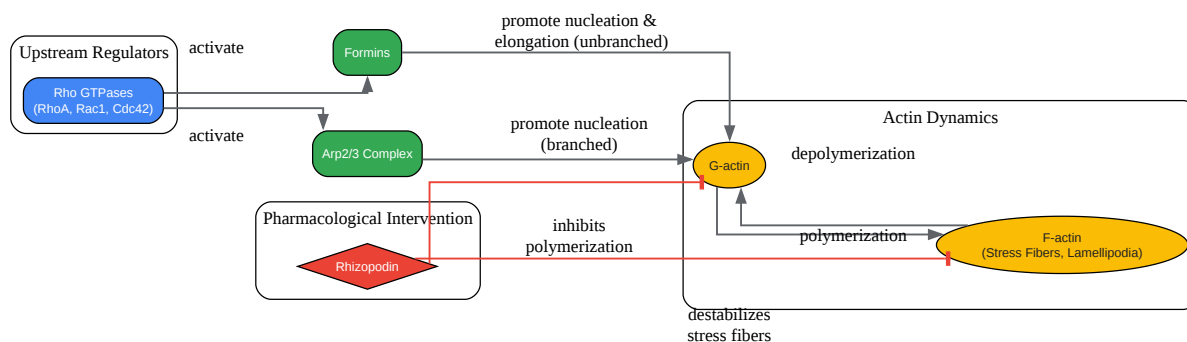 promote nucleation &
elongation (unbranched)
activate
Formins
Upstream Regulators
Rho GTPases
(RhoA, Rac1, Cdc42)
activate
promote nucleation
(branched)
Arp2/3 Complex
Actin Dynamics
G-actin
depolymerization
Pharmacological Intervention
inhibits
polymerization
Rhizopodin
polymerization
F-actin
(Stress Fibers, Lamellipodia)
destabilizes
stress fibers